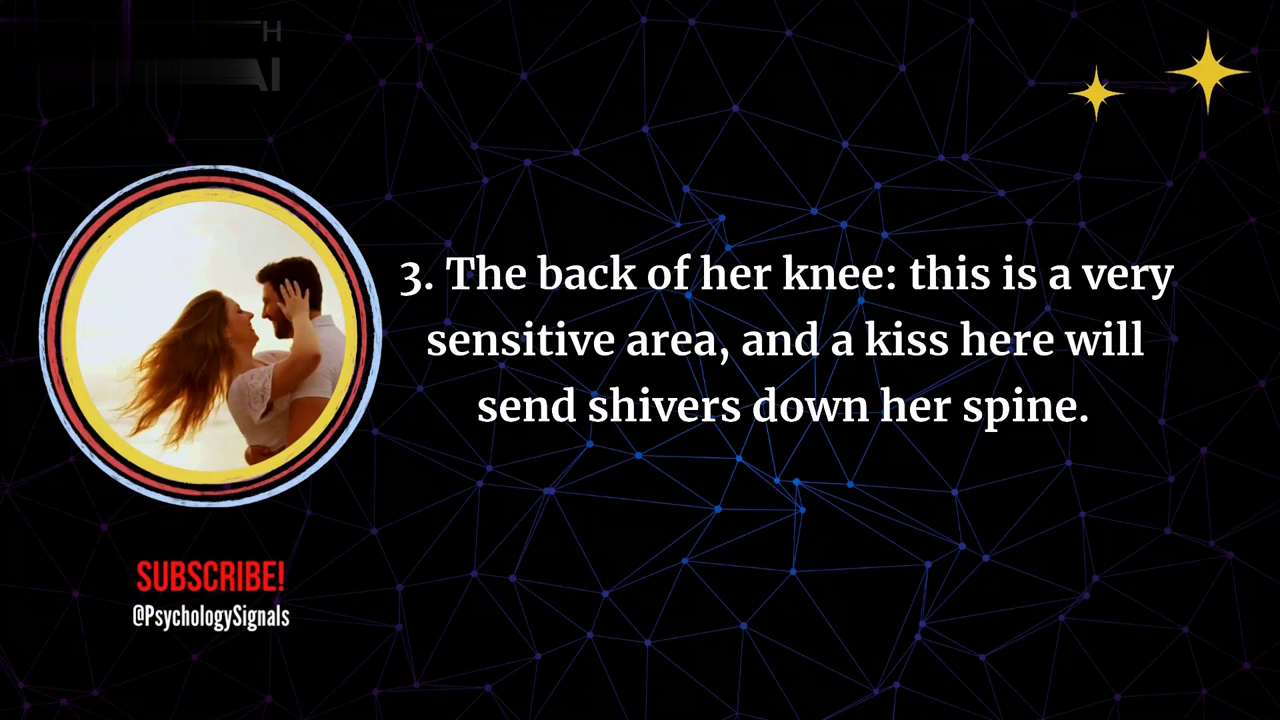 3. The back of her knee: this is a very
sensitive area, and a kiss here will
send shivers down her spine.
SUBSCRIBE!
@PsychologySignals